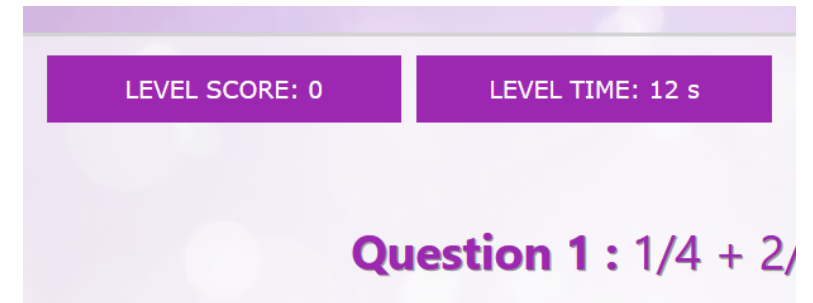 LEVEL SCORE: 0
LEVEL TIME: 12 s
Question 1 : 1/4 + 2/